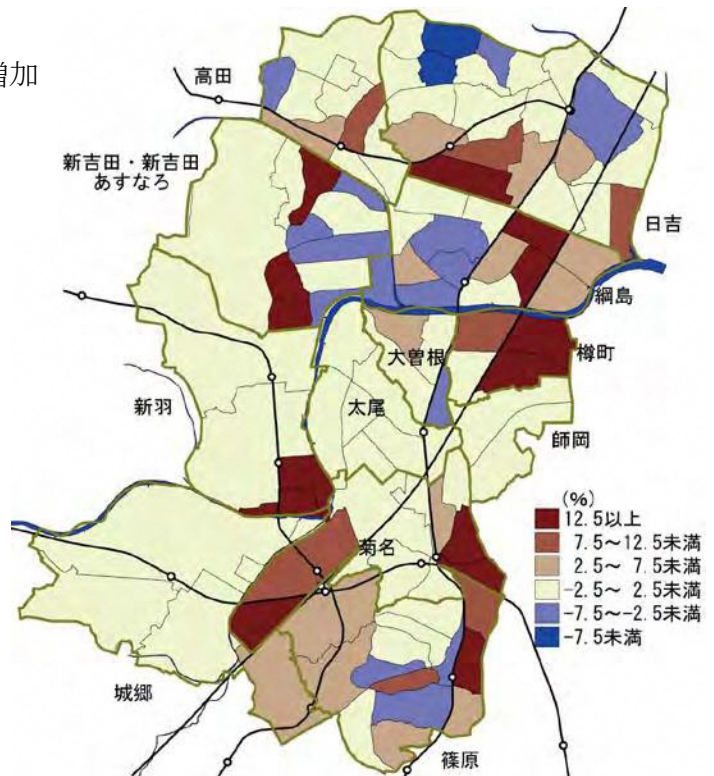 増加
高田
新吉田・新吉田
あすなろ
日吉
綱島
大曽根
樽町
新羽
太尾
師岡
菊名
城郷
篠原
(%)
12.5以上
7.5～12.5未満
2.5～ 7.5未満
-2.5～ 2.5未満
-7.5～-2.5未満
-7.5未満